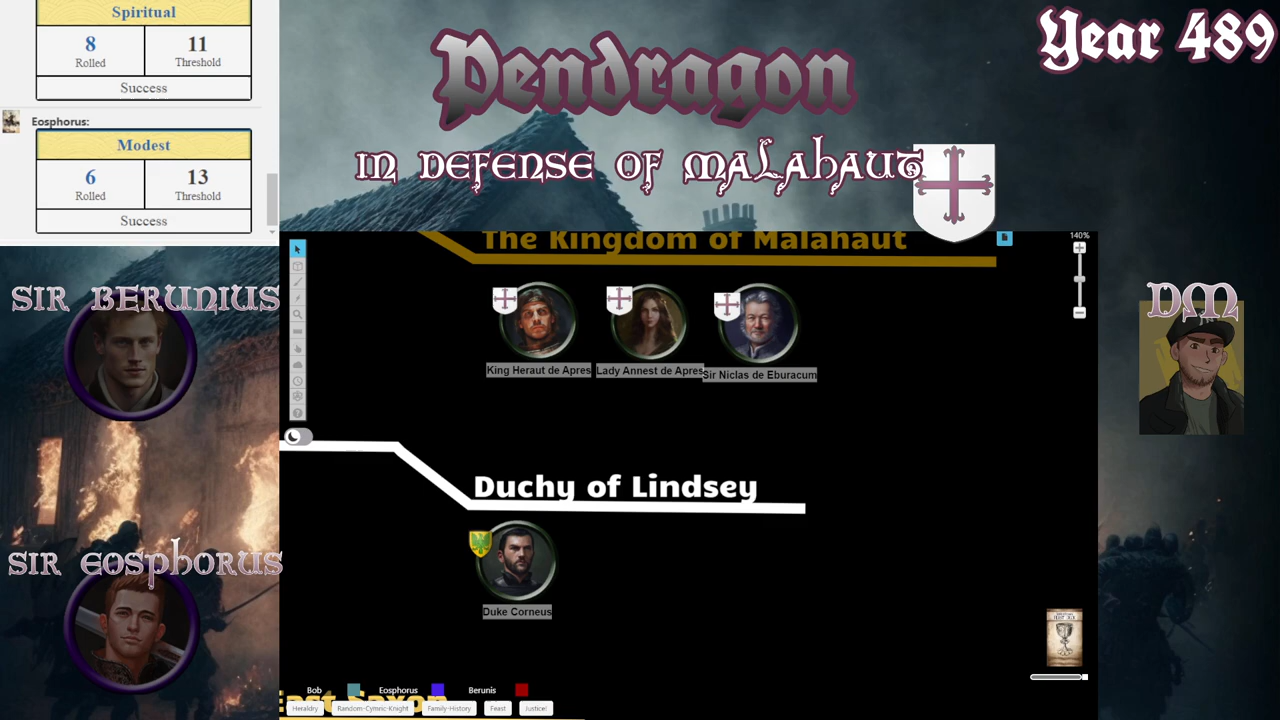 Spiritual
8 11
Rolled Threshold
Success
Eosphorus:
Modest
6 13
Rolled Threshold
Success
Year 489
Pendragon
IN DEFENSE OF MALAHAUT
SIR BERUNIUS
SIR EOSPHORUS
DM
140%
The Kingdom of Malahaut
King Heraut de Apres Lady Annest de Apres Sir Niclas de Eburacum
Duchy of Lindsey
Duke Corneus
Bob Eosphorus Berunis
East Saxon
Heraldry Random-Cymric-Knight Family-History Feast Justice!